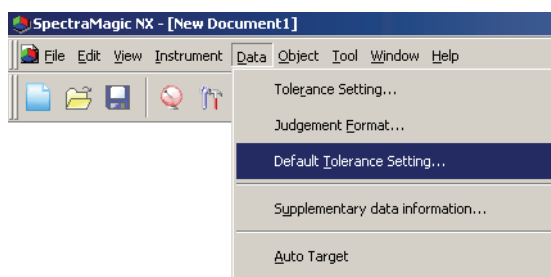 SpectraMagic NX - [New Document1]
File Edit View Instrument Data Object Tool Window Help
Tolerance Setting...
Judgement Format...
Default Tolerance Setting...
Supplementary data information...
Auto Target